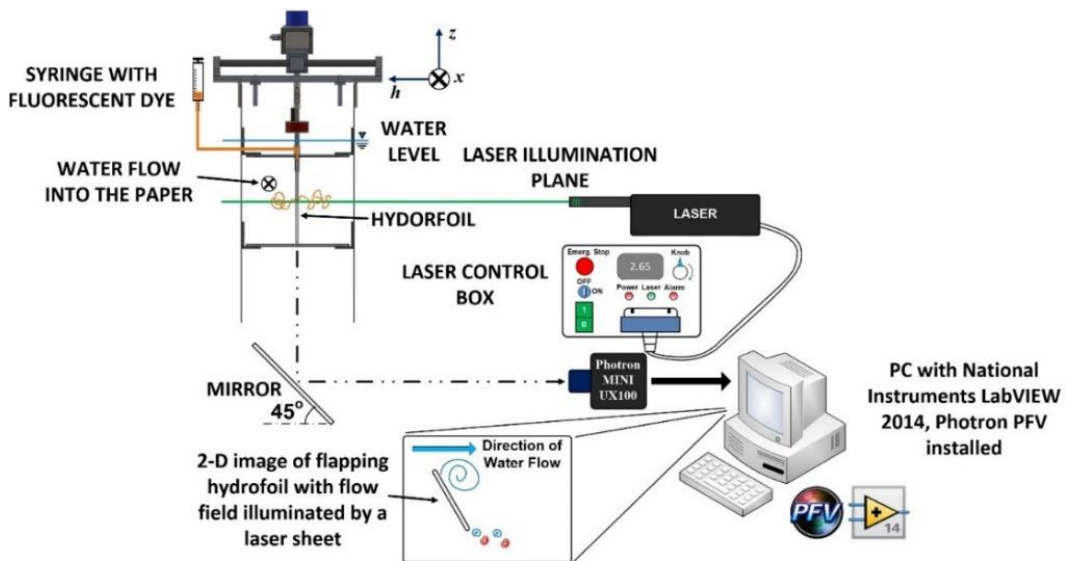 z
SYRINGE WITH
FLUORESCENT DYE
h
x
WATER
LEVEL
LASER ILLUMINATION
PLANE
WATER FLOW
INTO THE PAPER
HYDORFOIL
LASER
LASER CONTROL
BOX
Emerg. Stop
Knob
2.65
OFF
ON
Power Laser Alarm
1
0
MIRROR
45°
Photron
MINI
UX100
PC with National
Instruments LabVIEW
2014, Photron PFV
installed
2-D image of flapping
hydrofoil with flow
field illuminated by a
laser sheet
Direction of
Water Flow
PFV
14